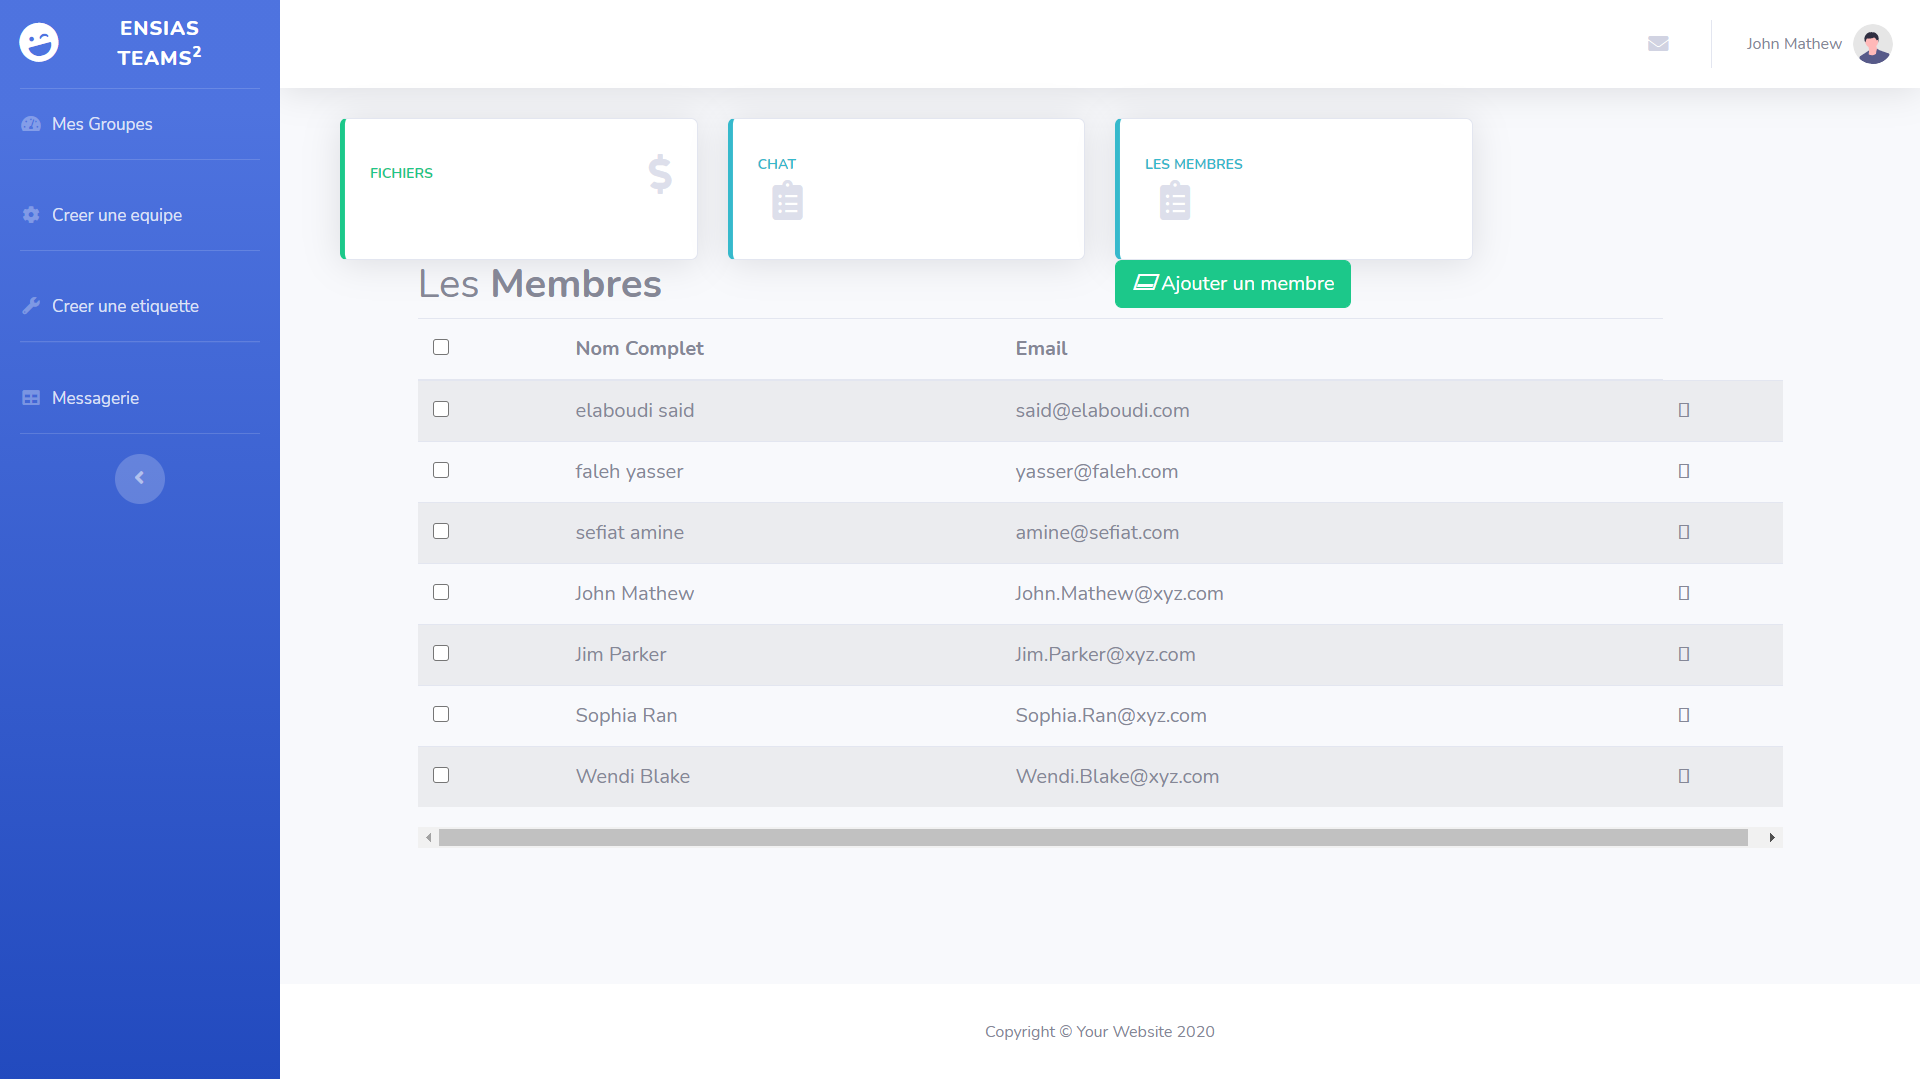 ENSIAS
TEAMS2
John Mathew
Mes Groupes
Creer une equipe
Creer une etiquette
Messagerie
FICHIERS
CHAT
LES MEMBRES
Les Membres
Ajouter un membre
Nom Complet Email
elaboudi said said@elaboudi.com
faleh yasser yasser@faleh.com
sefiat amine amine@sefiat.com
John Mathew John.Mathew@xyz.com
Jim Parker Jim.Parker@xyz.com
Sophia Ran Sophia.Ran@xyz.com
Wendi Blake Wendi.Blake@xyz.com
Copyright © Your Website 2020